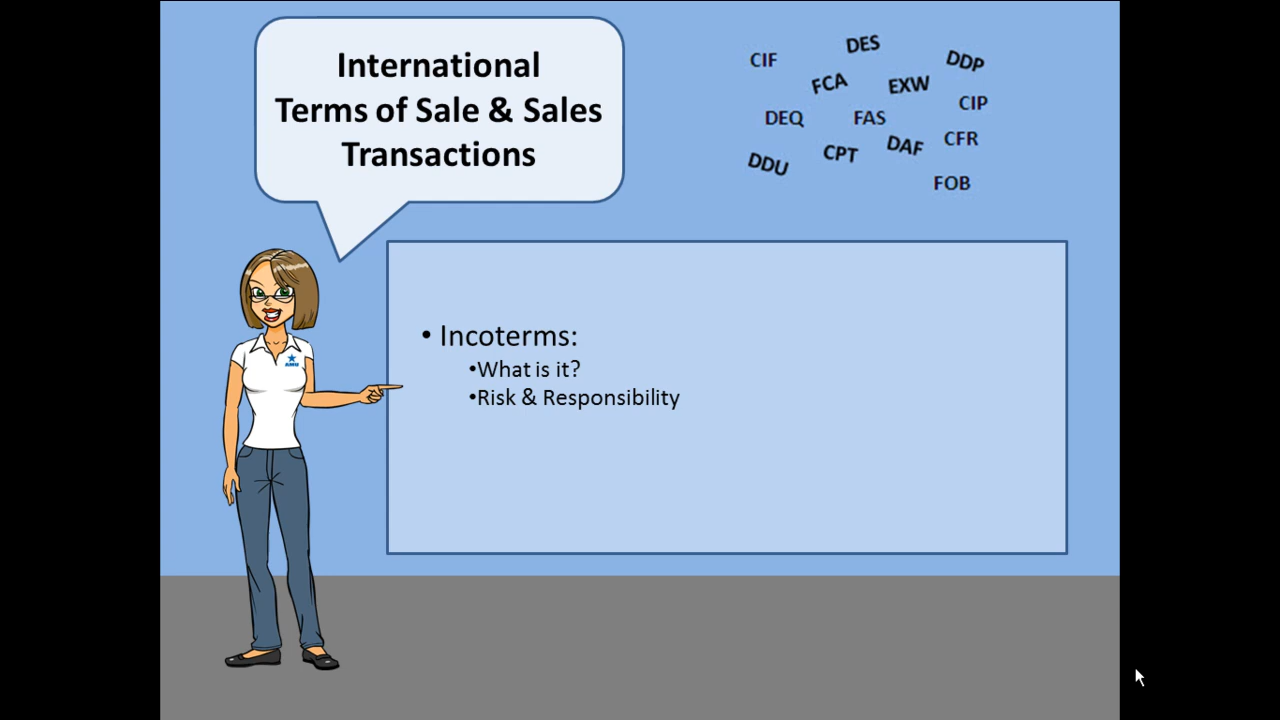 International
Terms of Sale & Sales
Transactions
CIF
DES
DDP
FCA
EXW
CIP
DEQ
FAS
CFR
DDU
CPT
DAF
FOB
• Incoterms:
•What is it?
•Risk & Responsibility
AMU